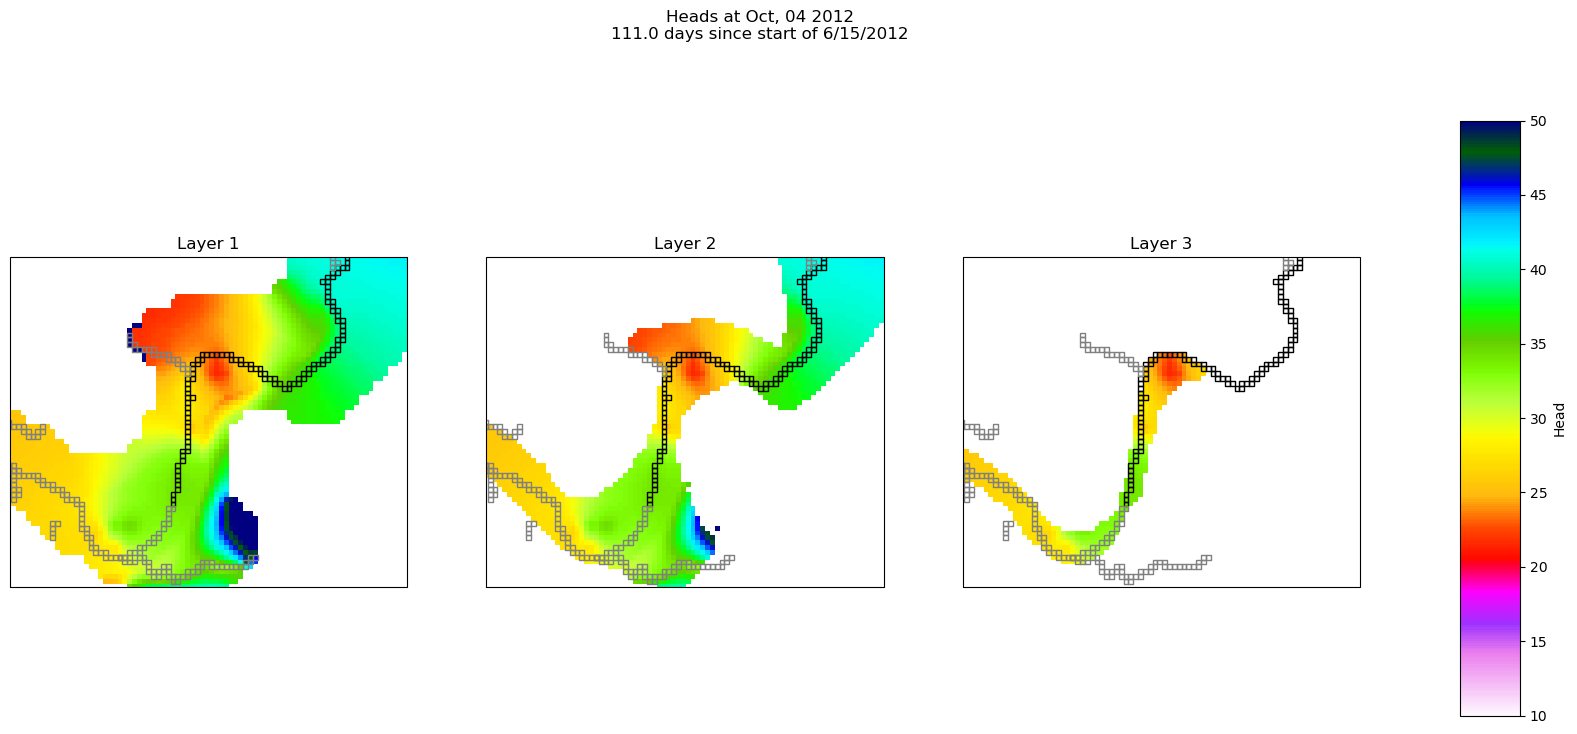 Heads at Oct, 04 2012
111.0 days since start of 6/15/2012
Layer 1
Layer 2
Layer 3
50
45
40
35
30
25
20
15
10
Head